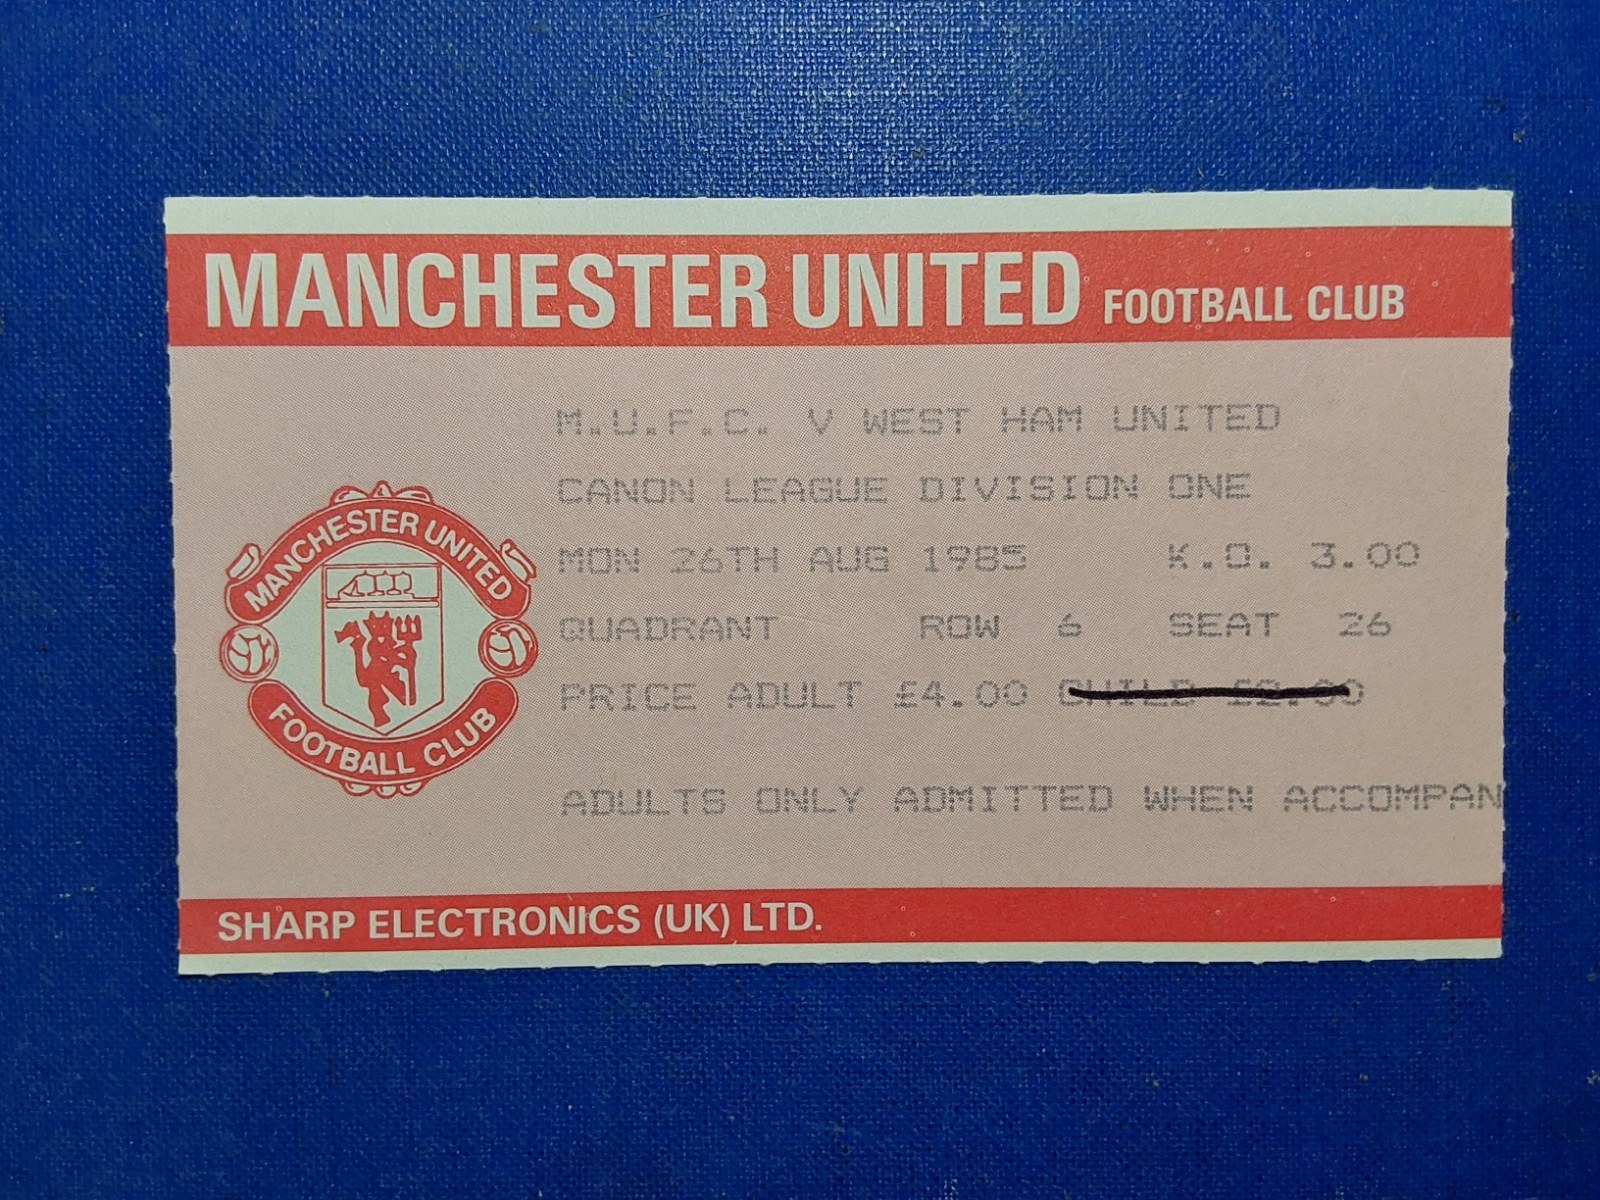 MANCHESTER UNITED FOOTBALL CLUB
M.U.F.C. V WEST HAM UNITED
CANON LEAGUE DIVISION ONE
MON 26TH AUG 1985 K.O. 3.00
QUADRANT ROW 6 SEAT 26
PRICE ADULT £4.00 CHILD £2.00
ADULTS ONLY ADMITTED WHEN ACCOMPAN
MANCHESTER UNITED
FOOTBALL CLUB
SHARP ELECTRONICS (UK) LTD.